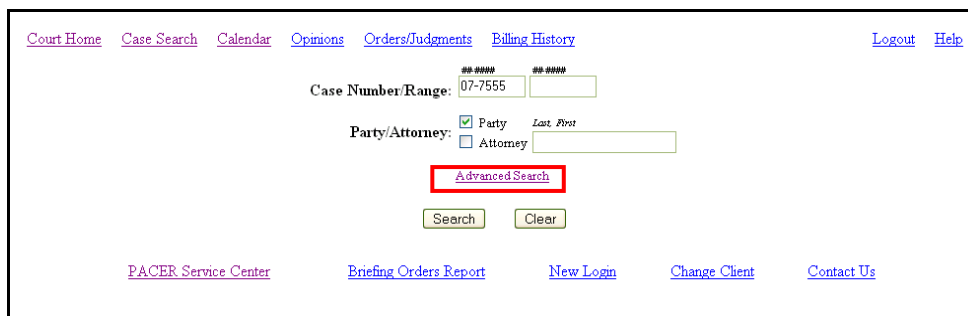 Court Home Case Search Calendar Opinions Orders/Judgments Billing History Logout Help
##-##### ##-#####
Case Number/Range: 07-7555
Party/Attorney: Party Last, First
Attorney
Advanced Search
Search Clear
PACER Service Center Briefing Orders Report New Login Change Client Contact Us